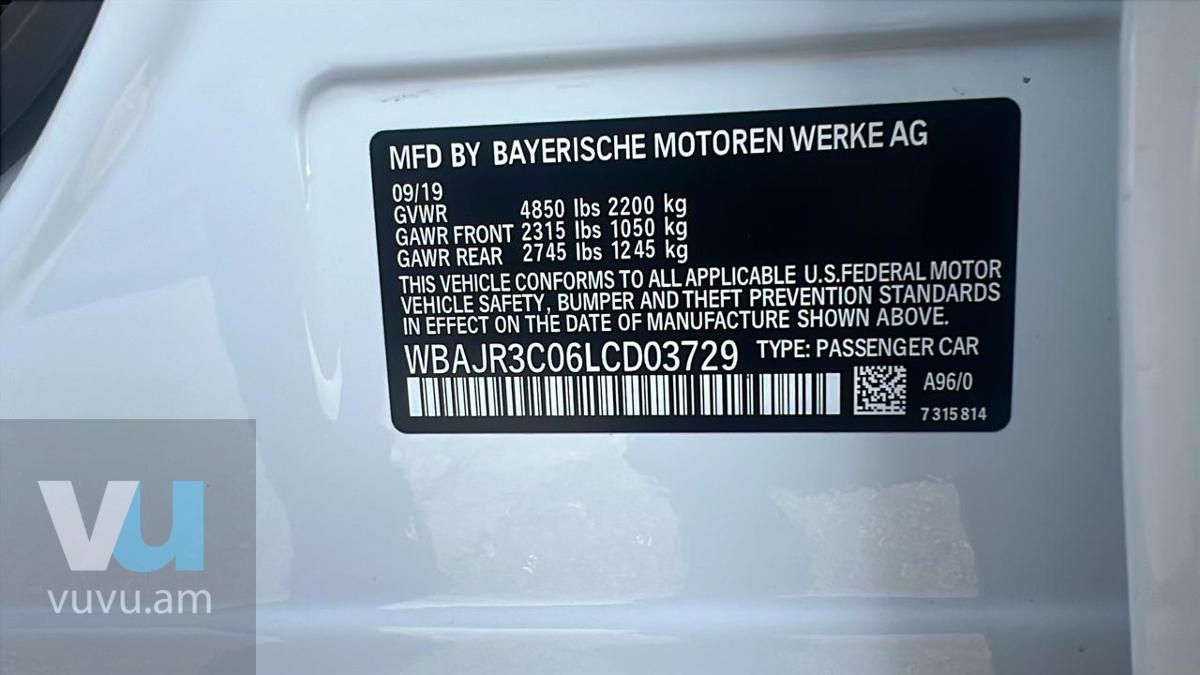 MFD BY BAYERISCHE MOTOREN WERKE AG
09/19
GVWR 4850 lbs 2200 kg
GAWR FRONT 2315 lbs 1050 kg
GAWR REAR 2745 lbs 1245 kg
THIS VEHICLE CONFORMS TO ALL APPLICABLE U.S.FEDERAL MOTOR
VEHICLE SAFETY, BUMPER AND THEFT PREVENTION STANDARDS
IN EFFECT ON THE DATE OF MANUFACTURE SHOWN ABOVE.
WBAJR3C06LCD03729 TYPE: PASSENGER CAR
A96/0
7315814
vu
vuvu.am